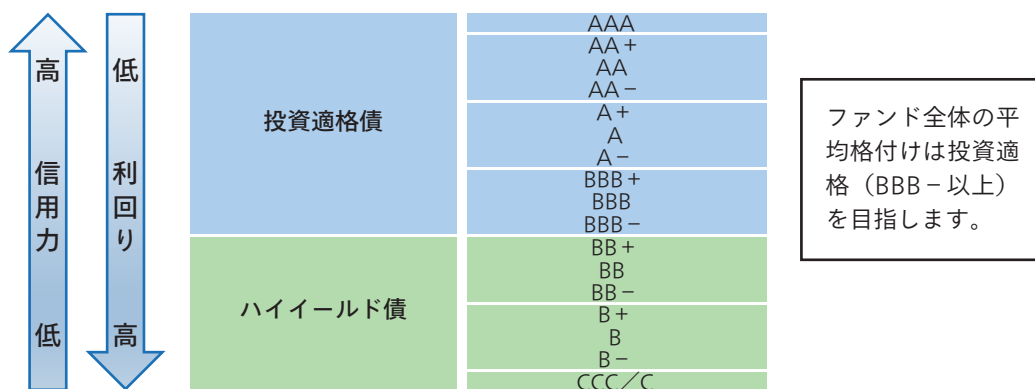 高
信用力
低
低
利回り
高
投資適格債
ハイイールド債
AAA
AA+
AA
AA−
A+
A
A−
BBB+
BBB
BBB−
BB+
BB
BB−
B+
B
B−
CCC/C
ファンド全体の平
均格付けは投資適
格（BBB−以上）
を目指します。